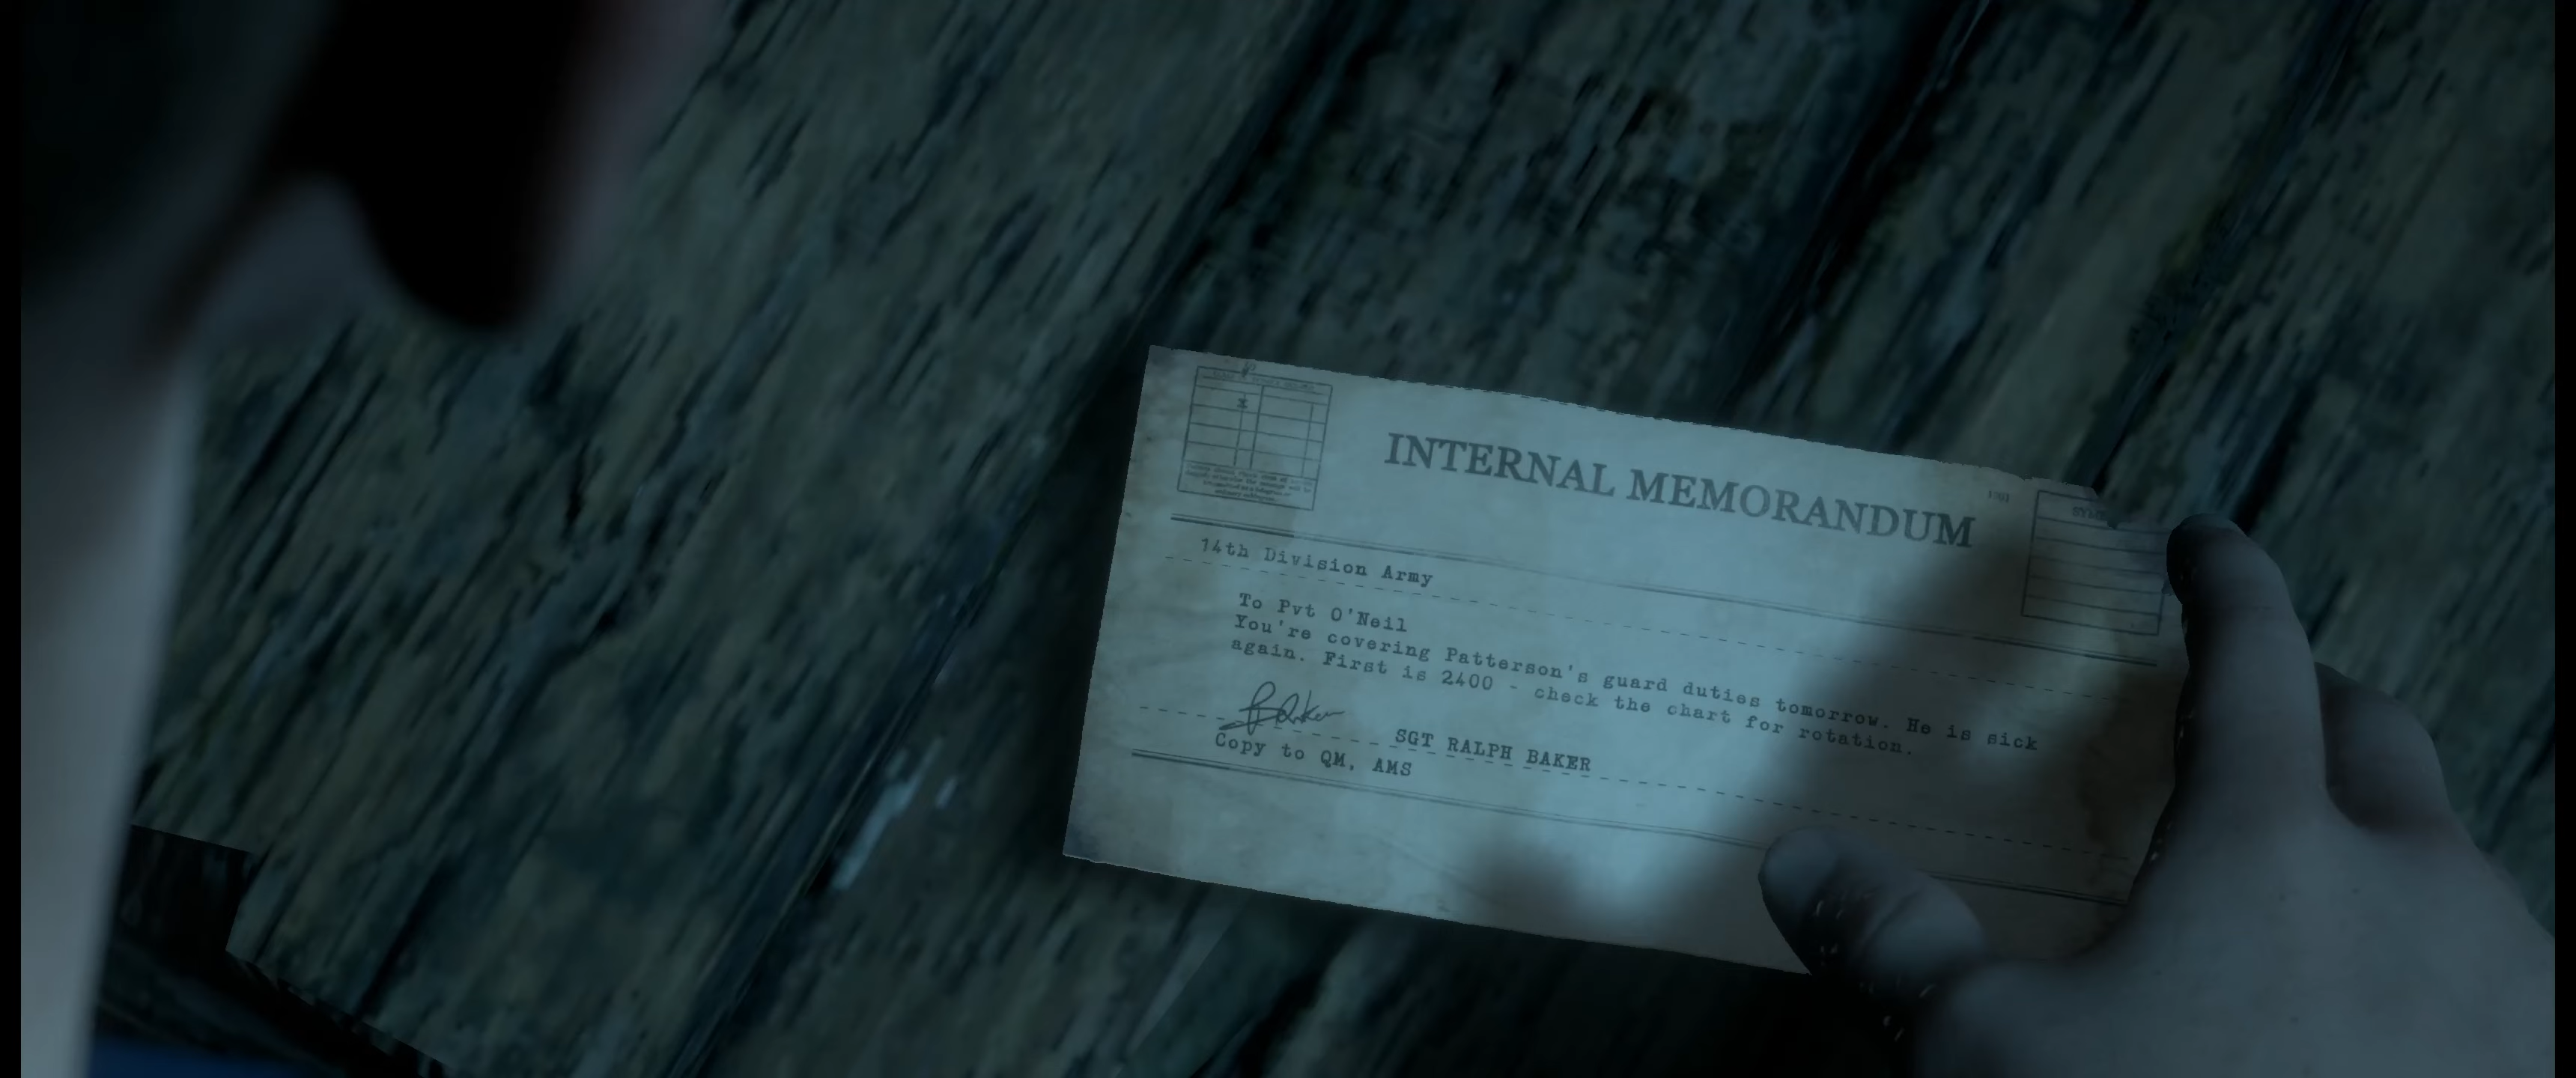 INTERNAL MEMORANDUM
14th Division Army
To Pvt O'Neil
You're covering Patterson's guard duties tomorrow. He is sick
again. First is 2400 - check the chart for rotation.
SGT RALPH BAKER
Copy to QM, AMS